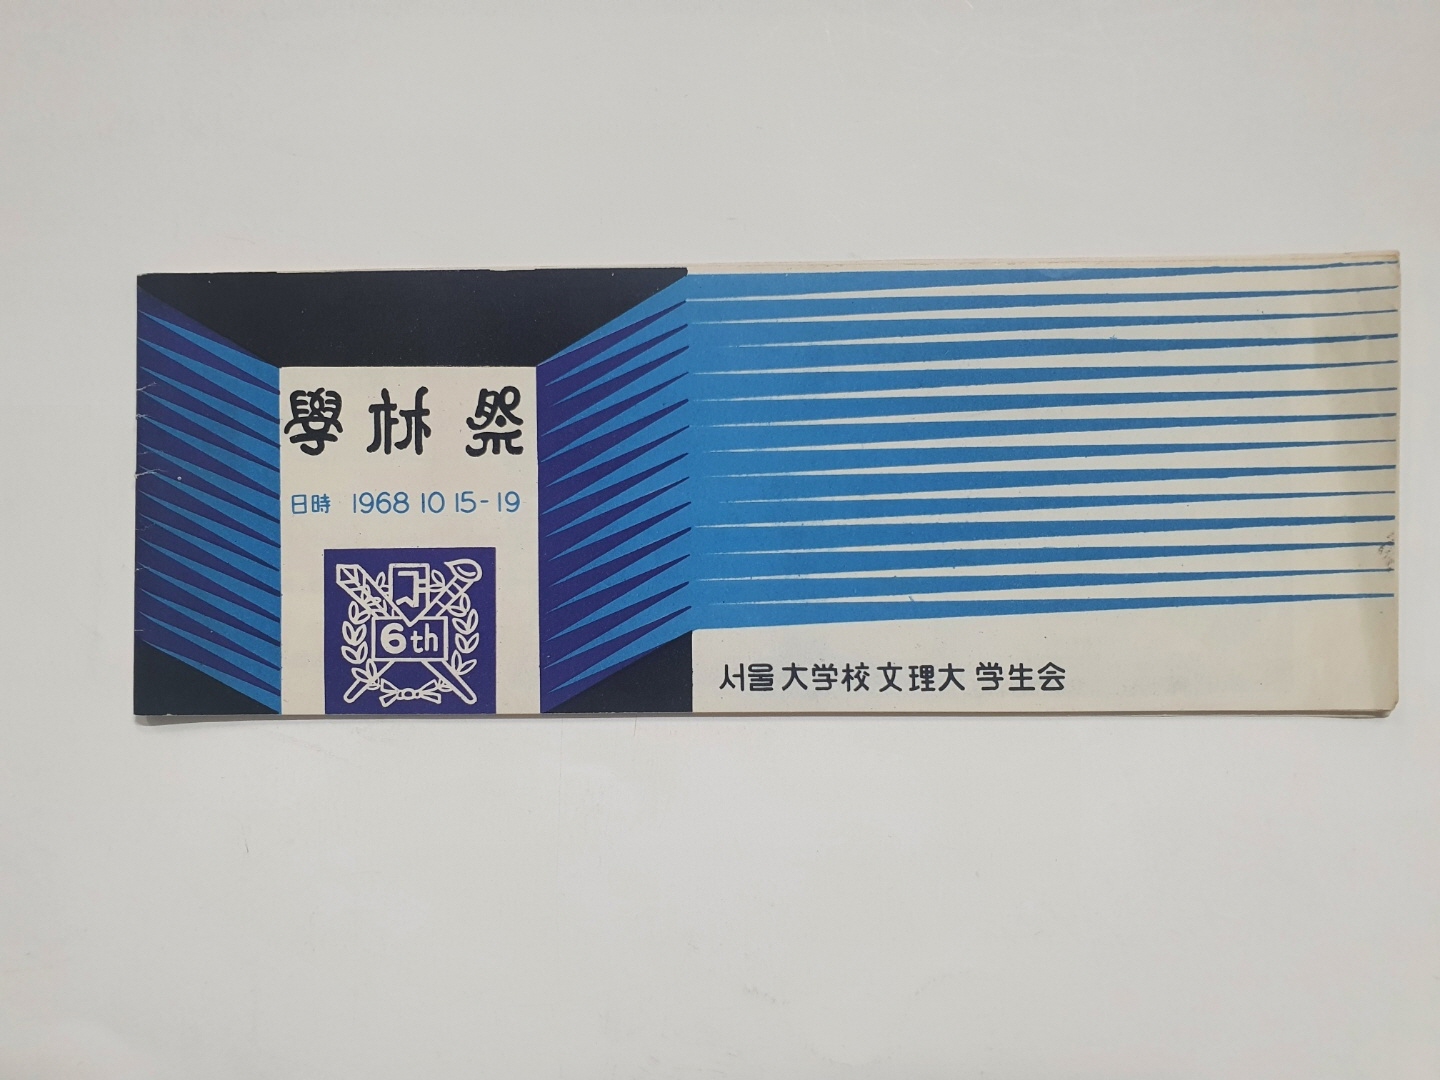 學林祭
日時 1968 10 15-19
6th
서울大学校文理大 学生会